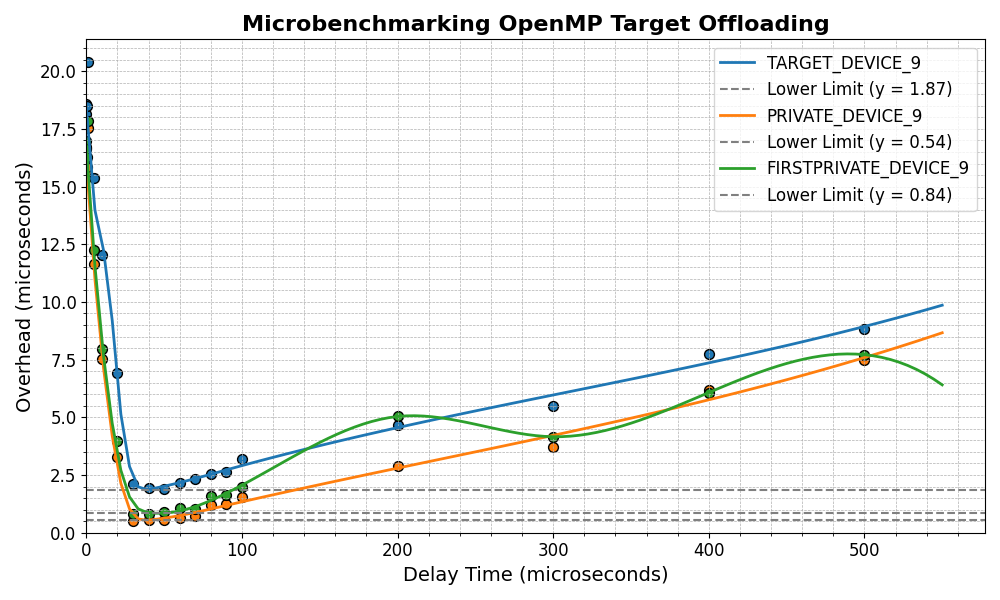 Microbenchmarking OpenMP Target Offloading
Overhead (microseconds)
20.0
17.5
15.0
12.5
10.0
7.5
5.0
2.5
0.0
TARGET_DEVICE_9
Lower Limit (y = 1.87)
PRIVATE_DEVICE_9
Lower Limit (y = 0.54)
FIRSTPRIVATE_DEVICE_9
Lower Limit (y = 0.84)
0 100 200 300 400 500
Delay Time (microseconds)